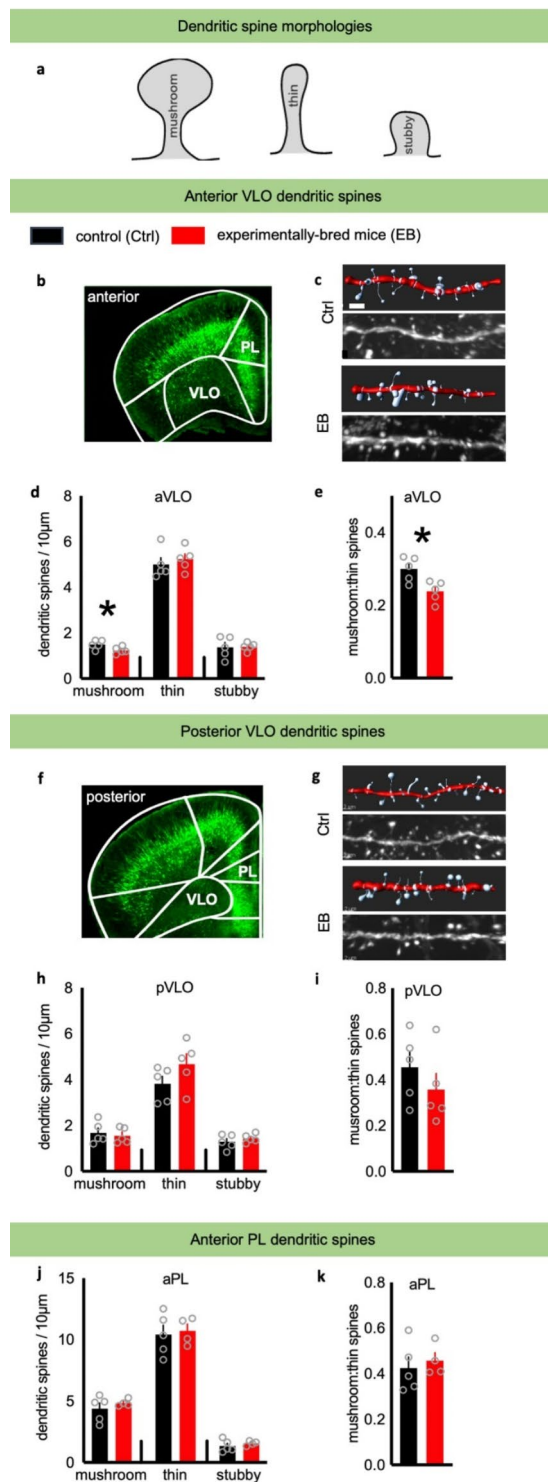 Dendritic spine morphologies
a
mushroom
thin
stubby
Anterior VLO dendritic spines
control (Ctrl)
experimentally-bred mice (EB)
b
anterior
PL
VLO
c
Ctrl
EB
d
aVLO
dendritic spines / 10µm
8
6
4
2
0
*
mushroom
thin
stubby
e
aVLO
mushroom:thin spines
0.4
0.2
0.0
*
Posterior VLO dendritic spines
f
posterior
PL
VLO
g
Ctrl
EB
h
pVLO
dendritic spines / 10µm
8
6
4
2
0
mushroom
thin
stubby
i
pVLO
musroom:thin spines
0.8
0.6
0.4
0.2
0.0
Anterior PL dendritic spines
j
aPL
dendritic spines / 10µm
15
10
5
0
mushroom
thin
stubby
k
aPL
mushroom:thin spines
0.8
0.6
0.4
0.2
0.0